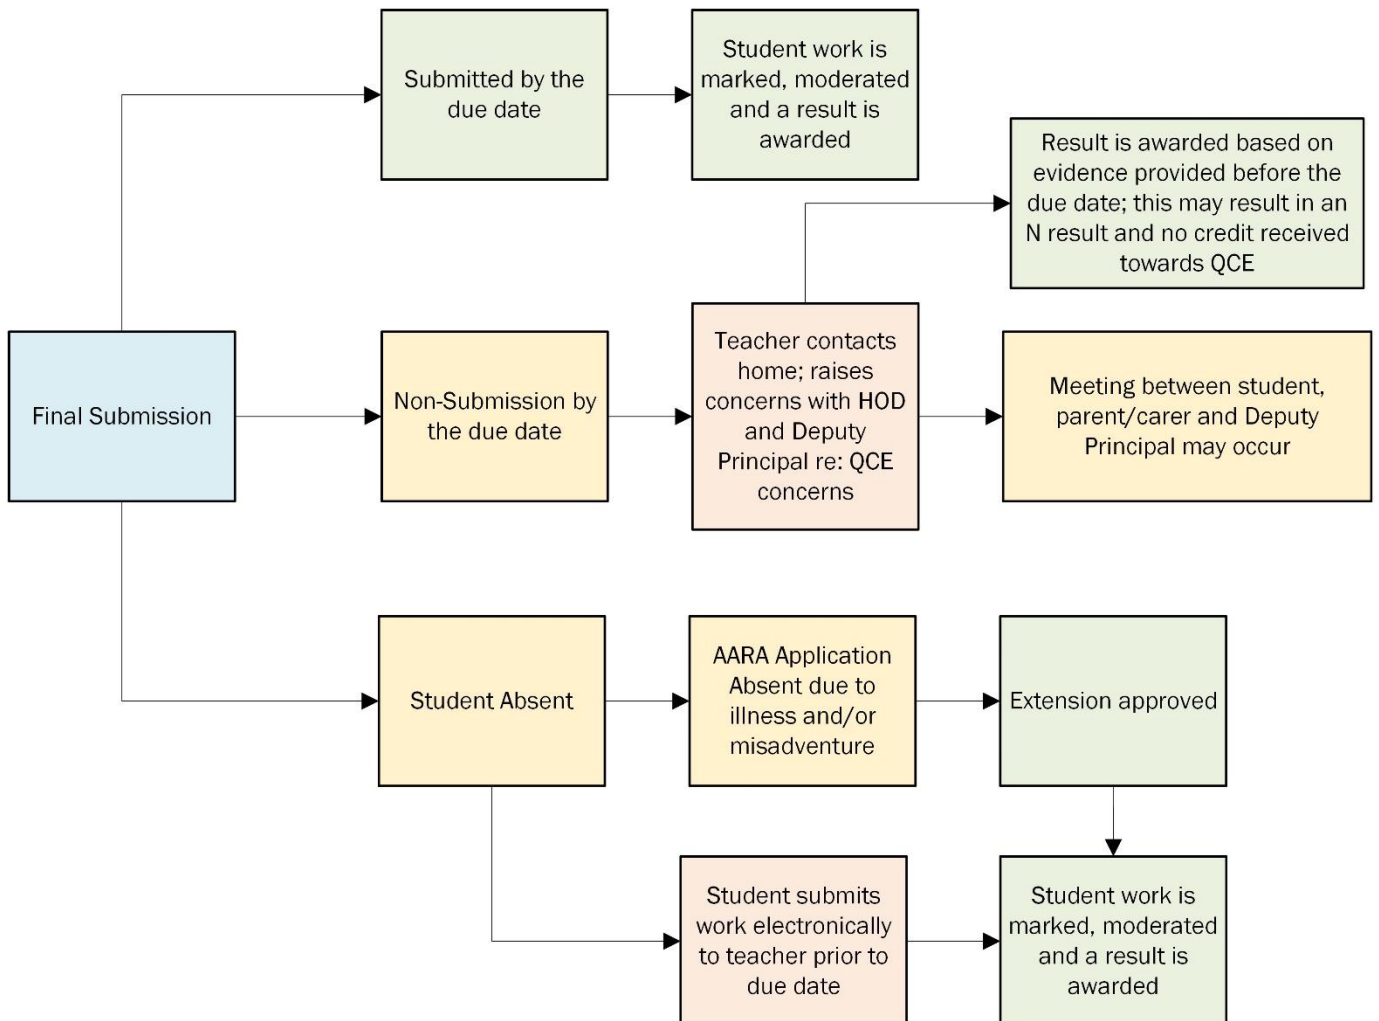 Submitted by the
due date
Student work is
marked, moderated
and a result is
awarded
Result is awarded based on
evidence provided before the
due date; this may result in an
N result and no credit received
towards QCE
Final Submission
Non-Submission by
the due date
Teacher contacts
home; raises
concerns with HOD
and Deputy
Principal re: QCE
concerns
Meeting between student,
parent/carer and Deputy
Principal may occur
Student Absent
AARA Application
Absent due to
illness and/or
misadventure
Extension approved
Student submits
work electronically
to teacher prior to
due date
Student work is
marked, moderated
and a result is
awarded